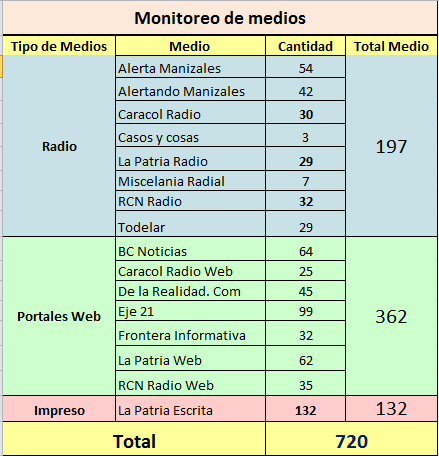 Monitoreo de medios
Tipo de Medios Medio Cantidad Total Medio
Radio
Alerta Manizales 54
Alertando Manizales 42
Caracol Radio 30
Casos y cosas 3
La Patria Radio 29
Miscelania Radial 7
RCN Radio 32
Todelar 29
197
Portales Web
BC Noticias 64
Caracol Radio Web 25
De la Realidad. Com 45
Eje 21 99
Frontera Informativa 32
La Patria Web 62
RCN Radio Web 35
362
Impreso La Patria Escrita 132 132
Total 720